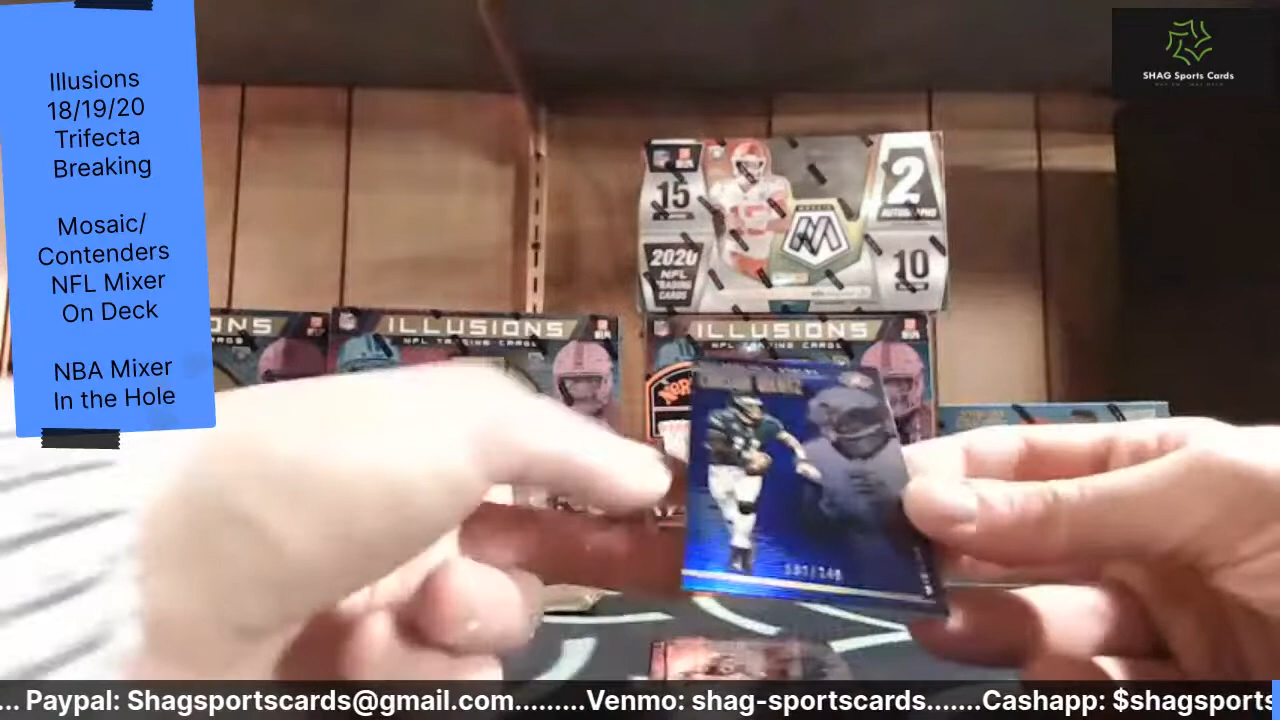 Illusions
18/19/20
Trifecta
Breaking
Mosaic/
Contenders
NFL Mixer
On Deck
NBA Mixer
In the Hole
SHAG Sports Cards
15
2020
NFL
TRADING
CARDS
MOSAIC
2
AUTOGRAPHS
10
ONS
ILLUSIONS
NFL TRADING CARDS
ILLUSIONS
NFL TRADING CARDS
... Paypal: Shagsportscards@gmail.com.........Venmo: shag-sportscards.......Cashapp: $shagsports